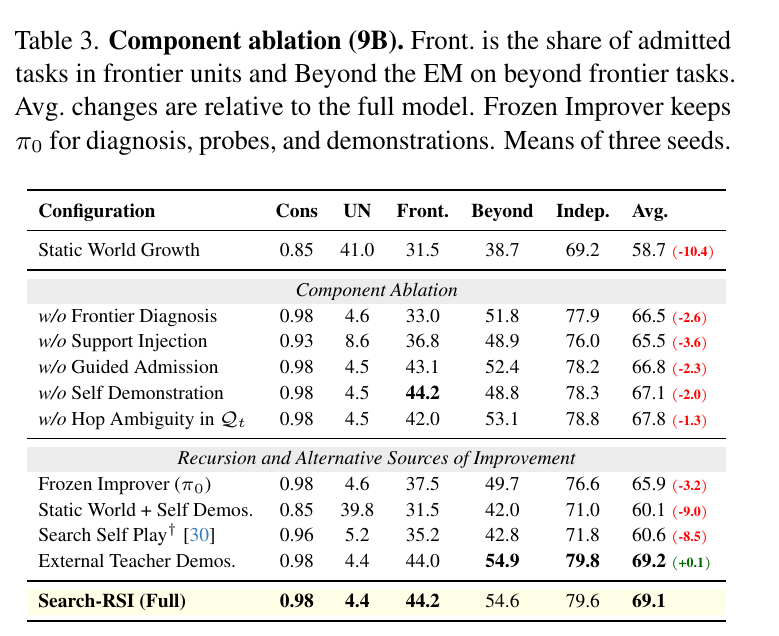 Table 3. Component ablation (9B). Front. is the share of admitted
tasks in frontier units and Beyond the EM on beyond frontier tasks.
Avg. changes are relative to the full model. Frozen Improver keeps
π0 for diagnosis, probes, and demonstrations. Means of three seeds.
Configuration Cons UN Front. Beyond Indep. Avg.
Static World Growth 0.85 41.0 31.5 38.7 69.2 58.7 (-10.4)
Component Ablation
w/o Frontier Diagnosis 0.98 4.6 33.0 51.8 77.9 66.5 (-2.6)
w/o Support Injection 0.93 8.6 36.8 48.9 76.0 65.5 (-3.6)
w/o Guided Admission 0.98 4.5 43.1 52.4 78.2 66.8 (-2.3)
w/o Self Demonstration 0.98 4.5 44.2 48.8 78.3 67.1 (-2.0)
w/o Hop Ambiguity in Qt 0.98 4.5 42.0 53.1 78.8 67.8 (-1.3)
Recursion and Alternative Sources of Improvement
Frozen Improver (π0) 0.98 4.6 37.5 49.7 76.6 65.9 (-3.2)
Static World + Self Demos. 0.85 39.8 31.5 42.0 71.0 60.1 (-9.0)
Search Self Play† [30] 0.96 5.2 35.2 42.8 71.8 60.6 (-8.5)
External Teacher Demos. 0.98 4.4 44.0 54.9 79.8 69.2 (+0.1)
Search-RSI (Full) 0.98 4.4 44.2 54.6 79.6 69.1